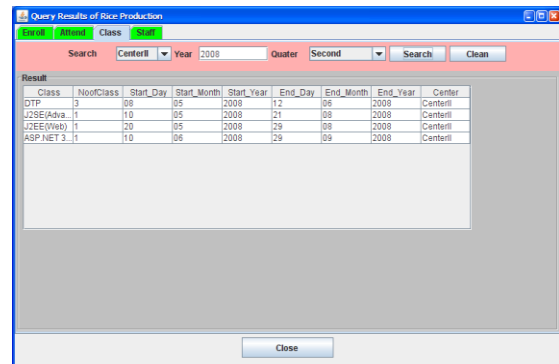 Query Results of Rice Production
Enroll Attend Class Staff
Search CenterII Year 2008 Quater Second Search Clean
Result
Class NoofClass Start_Day Start_Month Start_Year End_Day End_Month End_Year Center
DTP 3 08 05 2008 12 06 2008 CenterII
J2SE(Adva... 1 10 05 2008 21 08 2008 CenterII
J2EE(Web) 1 20 05 2008 29 08 2008 CenterII
ASP.NET 3... 1 10 06 2008 29 09 2008 CenterII
Close